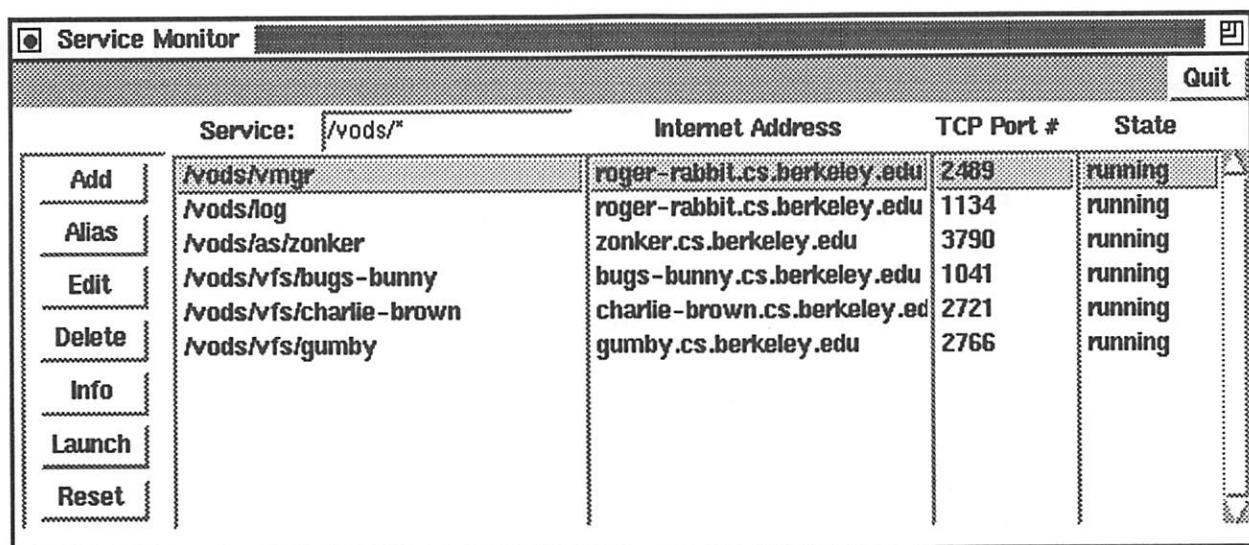 Service Monitor
Quit
Service: /vods/* Internet Address TCP Port # State
Add /vods/vmgr roger-rabbit.cs.berkeley.edu 2489 running
/vods/log roger-rabbit.cs.berkeley.edu 1134 running
Alias /vods/as/zonker zonker.cs.berkeley.edu 3790 running
Edit /vods/vfs/bugs-bunny bugs-bunny.cs.berkeley.edu 1041 running
/vods/vfs/charlie-brown charlie-brown.cs.berkeley.ed 2721 running
Delete /vods/vfs/gumby gumby.cs.berkeley.edu 2766 running
Info
Launch
Reset